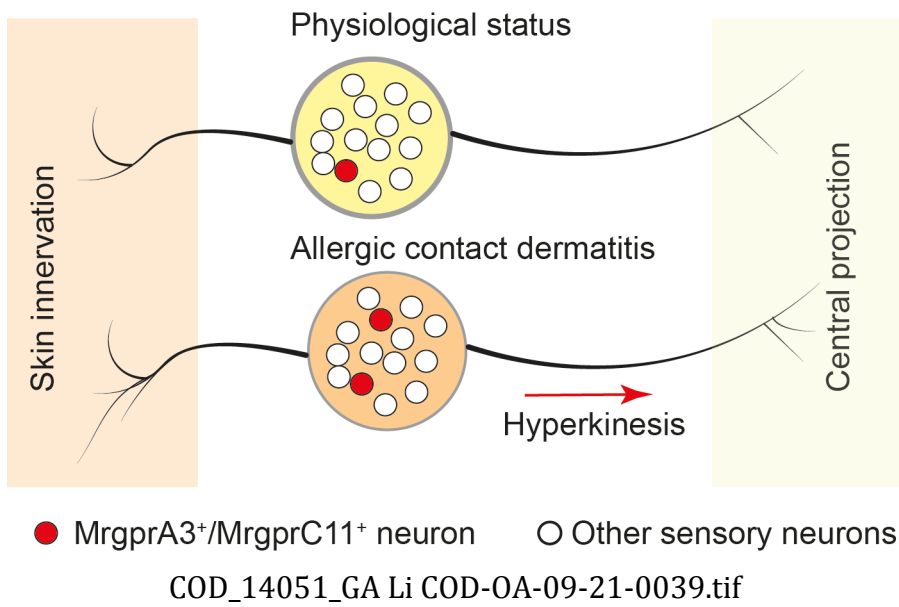 Physiological status
Skin innervation
Central projection
Allergic contact dermatitis
Hyperkinesis
MrgprA3⁺/MrgprC11⁺ neuron
Other sensory neurons
COD_14051_GA Li COD-OA-09-21-0039.tif